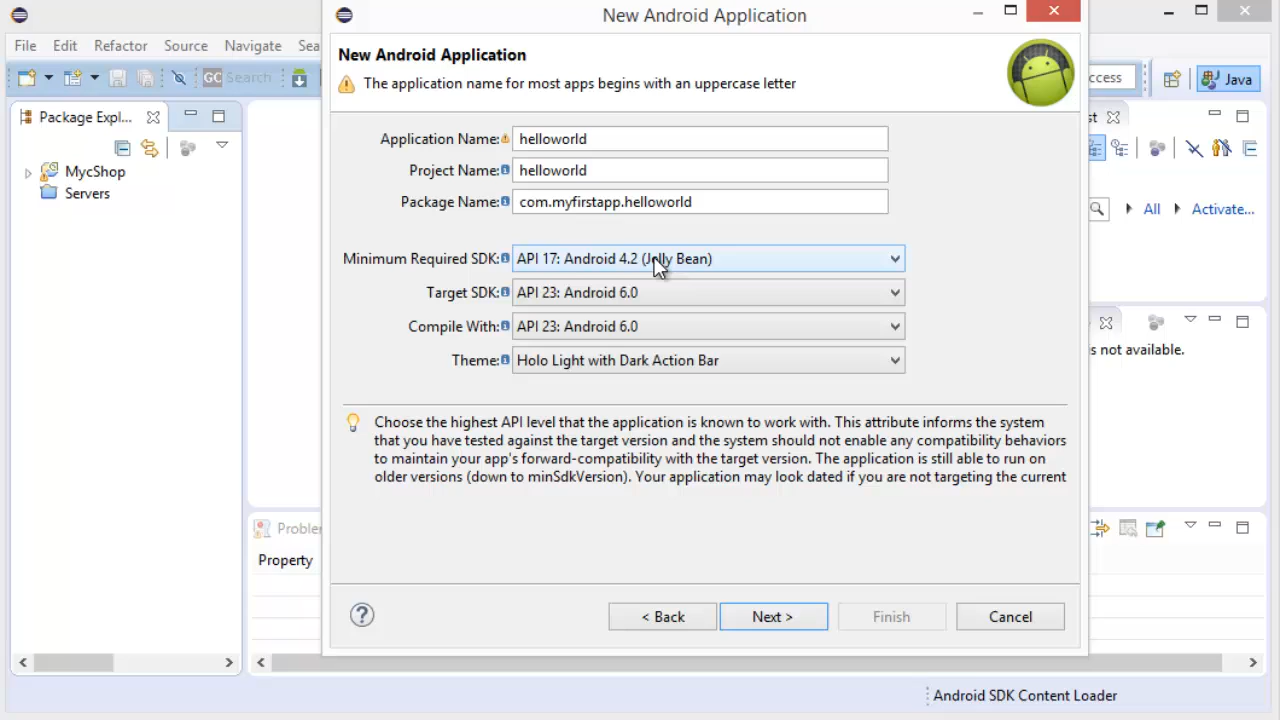 New Android Application
File Edit Refactor Source Navigate Sea
GC Search
ccess
Java
Package Expl...
New Android Application
The application name for most apps begins with an uppercase letter
st
Application Name: helloworld
Project Name: helloworld
Package Name: com.myfirstapp.helloworld
MycShop
Servers
All
Activate...
Minimum Required SDK: API 17: Android 4.2 (Jelly Bean)
Target SDK: API 23: Android 6.0
Compile With: API 23: Android 6.0
Theme: Holo Light with Dark Action Bar
s not available.
Choose the highest API level that the application is known to work with. This attribute informs the system
that you have tested against the target version and the system should not enable any compatibility behaviors
to maintain your app's forward-compatibility with the target version. The application is still able to run on
older versions (down to minSdkVersion). Your application may look dated if you are not targeting the current
Problem
Property
< Back
Next >
Finish
Cancel
Android SDK Content Loader